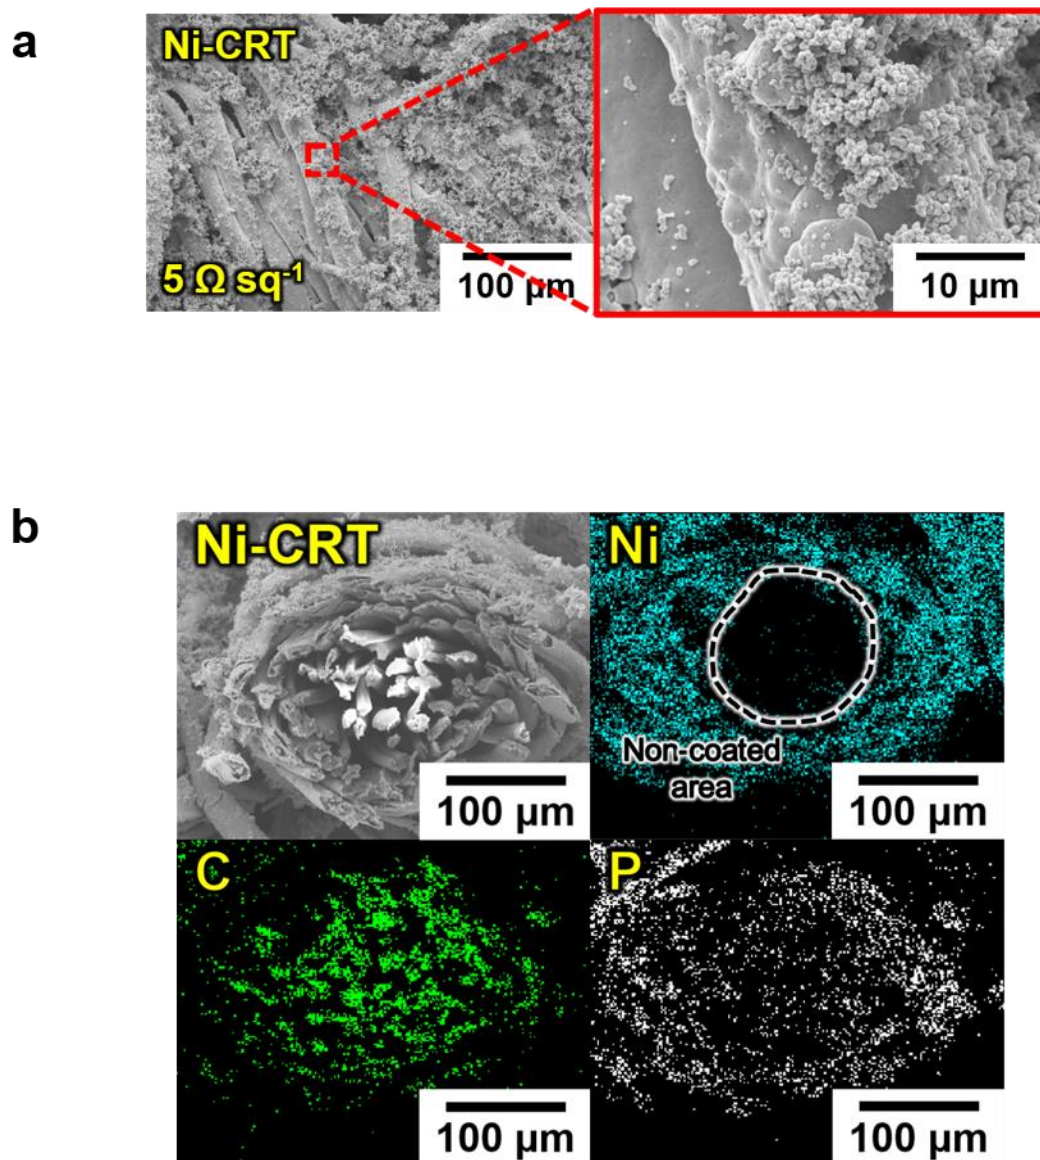 a
Ni-CRT
5 Ω sq⁻¹
100 µm
10 µm
b
Ni-CRT
100 µm
Ni
Non-coated
area
100 µm
C
100 µm
P
100 µm